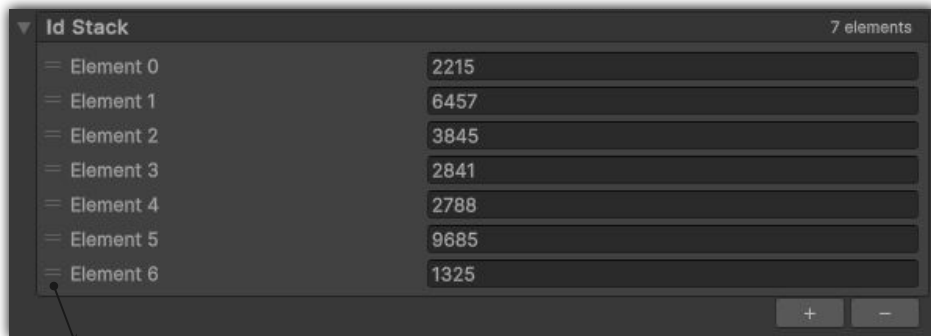 Id Stack 7 elements
Element 0 2215
Element 1 6457
Element 2 3845
Element 3 2841
Element 4 2788
Element 5 9685
Element 6 1325
+ −